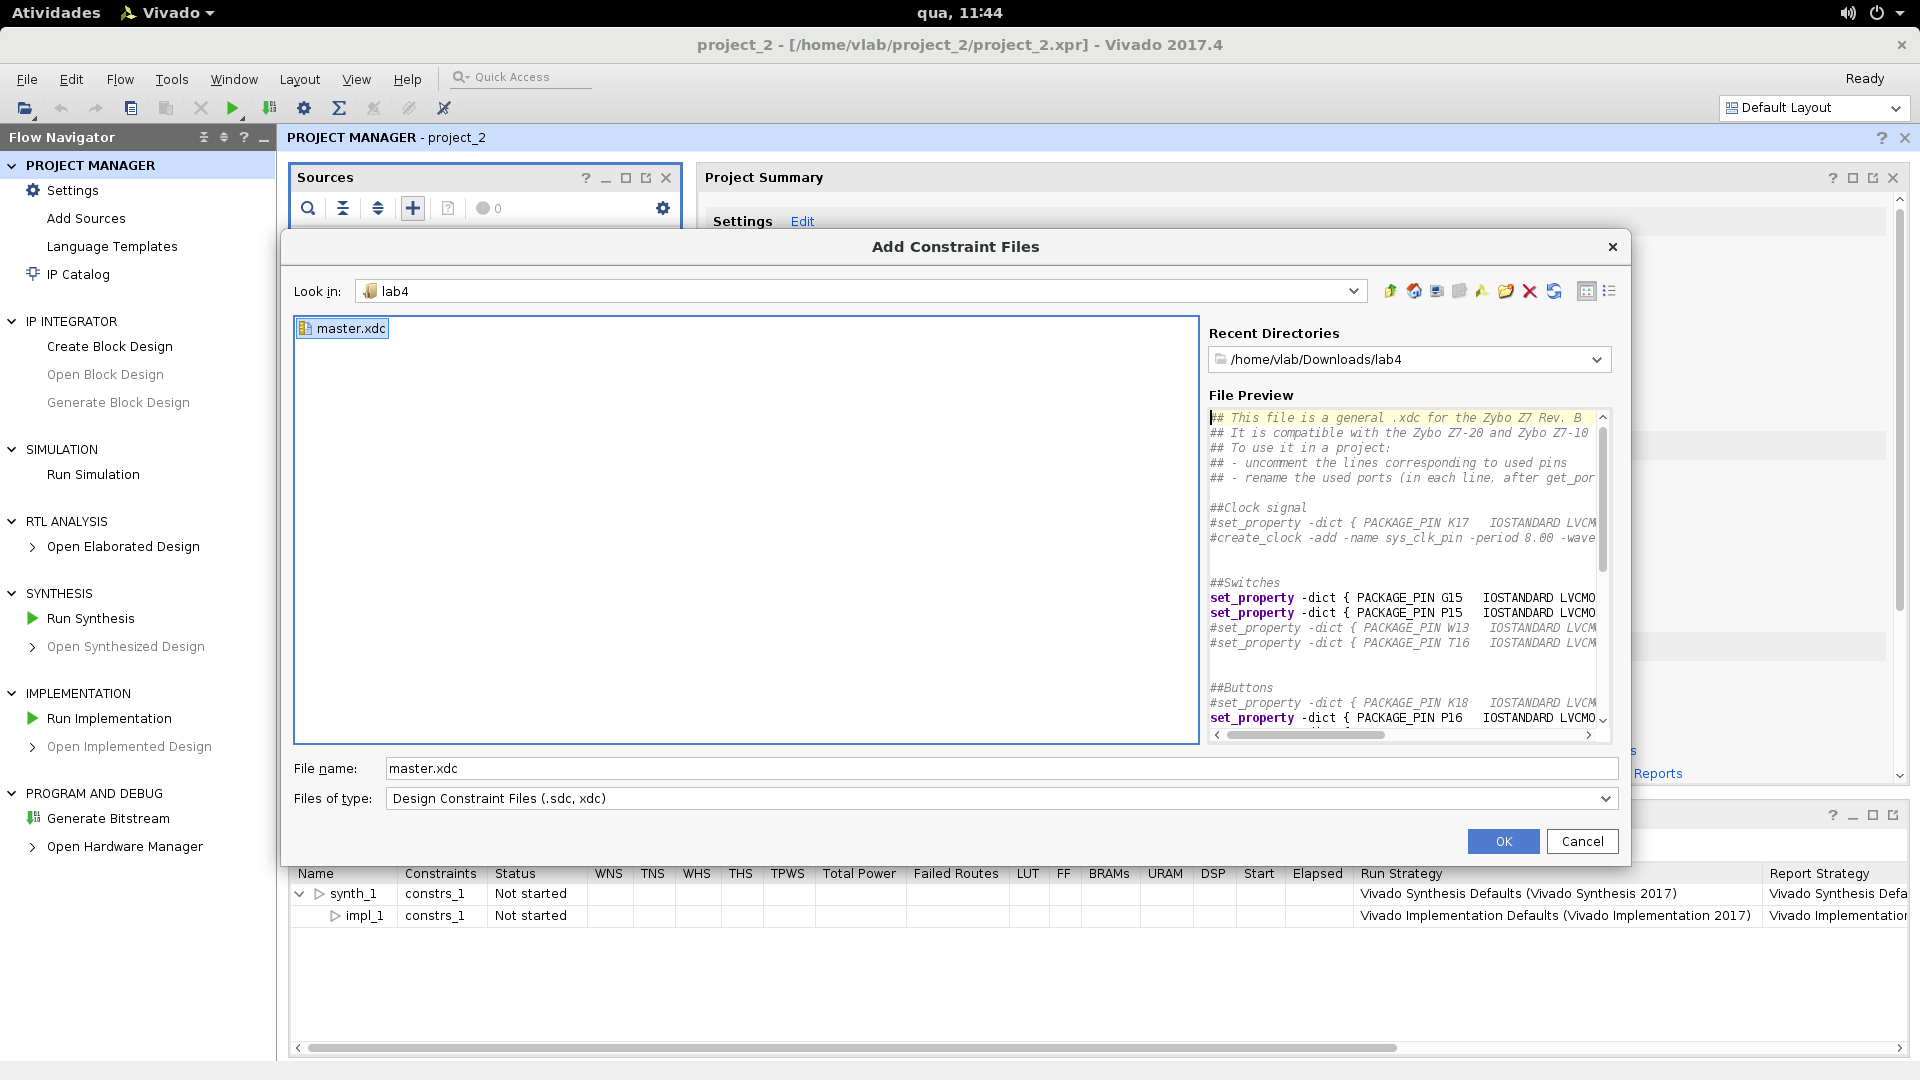 Atividades Vivado qua, 11:44
project_2 - [/home/vlab/project_2/project_2.xpr] - Vivado 2017.4
File Edit Flow Tools Window Layout View Help Quick Access Ready
Default Layout
Flow Navigator
PROJECT MANAGER - project_2
PROJECT MANAGER
Settings
Add Sources
Language Templates
IP Catalog
IP INTEGRATOR
Create Block Design
Open Block Design
Generate Block Design
SIMULATION
Run Simulation
RTL ANALYSIS
Open Elaborated Design
SYNTHESIS
Run Synthesis
Open Synthesized Design
IMPLEMENTATION
Run Implementation
Open Implemented Design
PROGRAM AND DEBUG
Generate Bitstream
Open Hardware Manager
Sources
0
Project Summary
Settings Edit
Add Constraint Files
Look in: lab4
master.xdc
Recent Directories
/home/vlab/Downloads/lab4
File Preview
## This file is a general .xdc for the Zybo Z7 Rev. B
## It is compatible with the Zybo Z7-20 and Zybo Z7-10
## To use it in a project:
## - uncomment the lines corresponding to used pins
## - rename the used ports (in each line, after get_por
##Clock signal
#set_property -dict { PACKAGE_PIN K17 IOSTANDARD LVCM
#create_clock -add -name sys_clk_pin -period 8.00 -wave
##Switches
set_property -dict { PACKAGE_PIN G15 IOSTANDARD LVCMO
set_property -dict { PACKAGE_PIN P15 IOSTANDARD LVCMO
#set_property -dict { PACKAGE_PIN W13 IOSTANDARD LVCM
#set_property -dict { PACKAGE_PIN T16 IOSTANDARD LVCM
##Buttons
#set_property -dict { PACKAGE_PIN K18 IOSTANDARD LVCM
set_property -dict { PACKAGE_PIN P16 IOSTANDARD LVCMO
File name: master.xdc
Files of type: Design Constraint Files (.sdc, xdc)
OK Cancel
s
Reports
Name Constraints Status WNS TNS WHS THS TPWS Total Power Failed Routes LUT FF BRAMs URAM DSP Start Elapsed Run Strategy Report Strategy
synth_1 constrs_1 Not started Vivado Synthesis Defaults (Vivado Synthesis 2017) Vivado Synthesis Defa
impl_1 constrs_1 Not started Vivado Implementation Defaults (Vivado Implementation 2017) Vivado Implementation